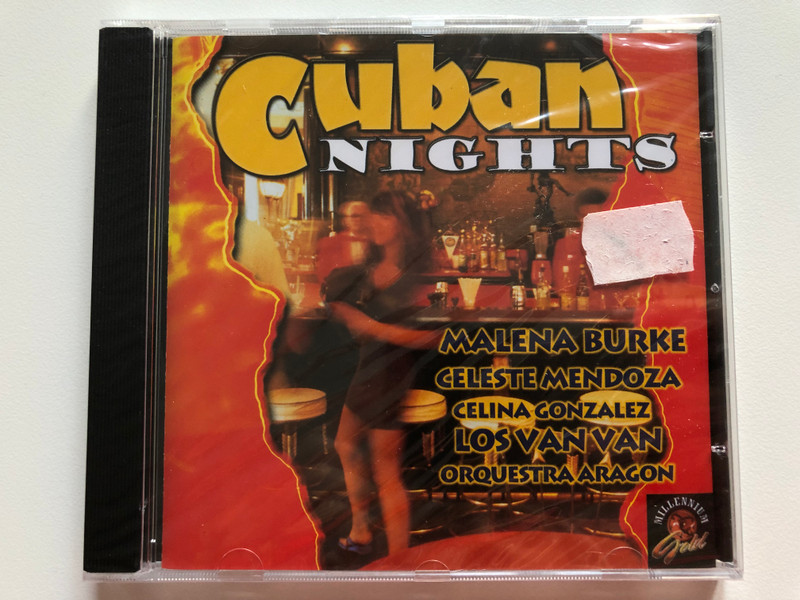 Cuban
NIGHTS
MALENA BURKE
CELESTE MENDOZA
CELINA GONZALEZ
LOS VAN VAN
ORQUESTRA ARAGON
MILLENNIUM
Gold